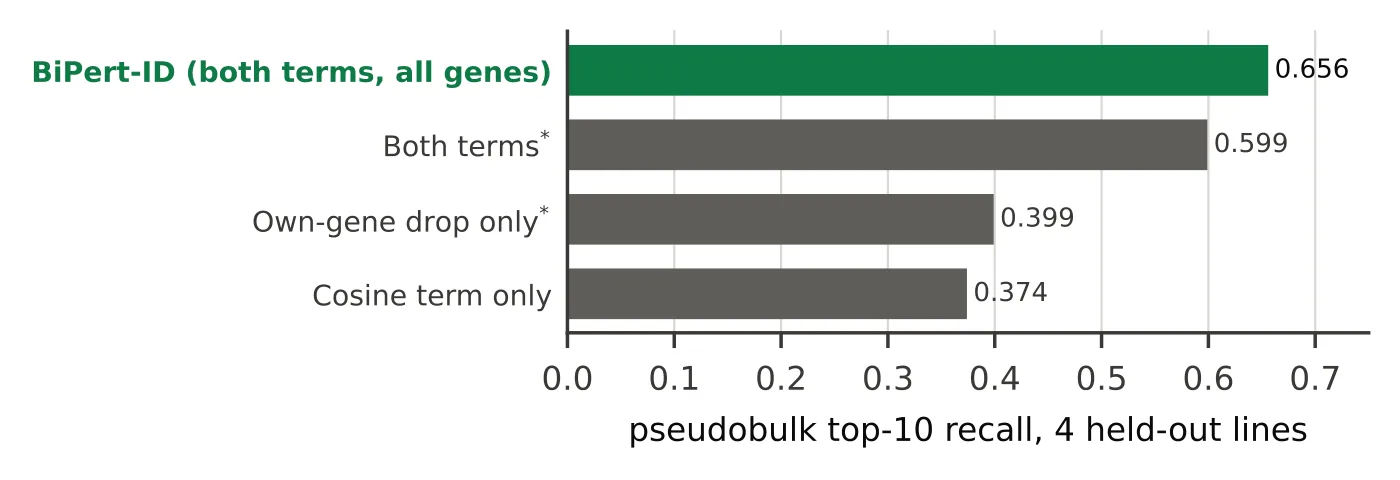 BiPert-ID (both terms, all genes) 0.656
Both terms* 0.599
Own-gene drop only* 0.399
Cosine term only 0.374
0.0 0.1 0.2 0.3 0.4 0.5 0.6 0.7
pseudobulk top-10 recall, 4 held-out lines